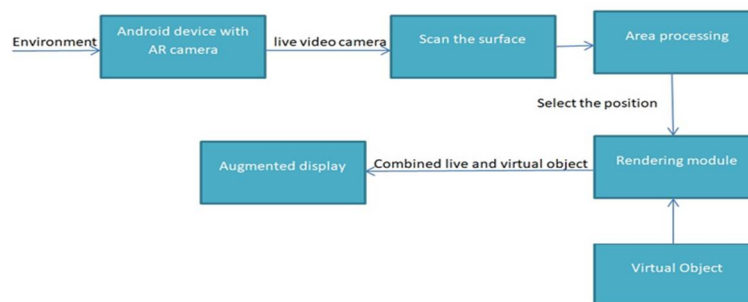 Environment
Android device with
AR camera
live video camera
Scan the surface
Area processing
Select the position
Augmented display
Combined live and virtual object
Rendering module
Virtual Object